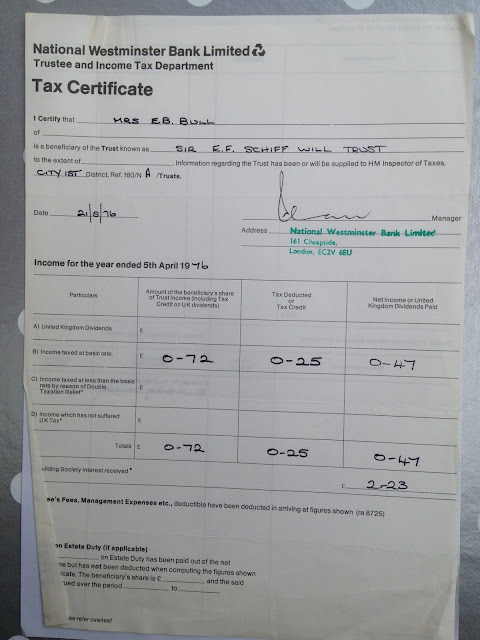 National Westminster Bank Limited
Trustee and Income Tax Department
Tax Certificate
I Certify that MRS E.B. BULL
of
is a beneficiary of the Trust known as SIR E.F. SCHIFF WILL TRUST
to the extent of Information regarding the Trust has been or will be supplied to HM Inspector of Taxes,
CITY 1ST District. Ref. 160/N A /Trusts.
Date 21/5/76 Manager
Address National Westminster Bank Limited
161 Cheapside,
London, EC2V 6EU
Income for the year ended 5th April 1976
Particulars
Amount of the beneficiary's share
of Trust Income (including Tax
Credit on UK dividends)
Tax Deducted
or
Tax Credit
Net Income or United
Kingdom Dividends Paid
A) United Kingdom Dividends £
B) Income taxed at basic rate. £ 0-72 0-25 0-47
C) Income taxed at less than the basic
rate by reason of Double
Taxation Relief* £
D) Income which has not suffered
UK Tax* £
Totals £ 0-72 0-25 0-47
uilding Society Interest received*
£ 2-23
ee's Fees, Management Expenses etc., deductible have been deducted in arriving at figures shown (re 8725)
on Estate Duty (if applicable)
on Estate Duty has been paid out of the net
me but has not been deducted when computing the figures shown
icate. The beneficiary's share is £ and the said
rued over the period to
se refer overleaf